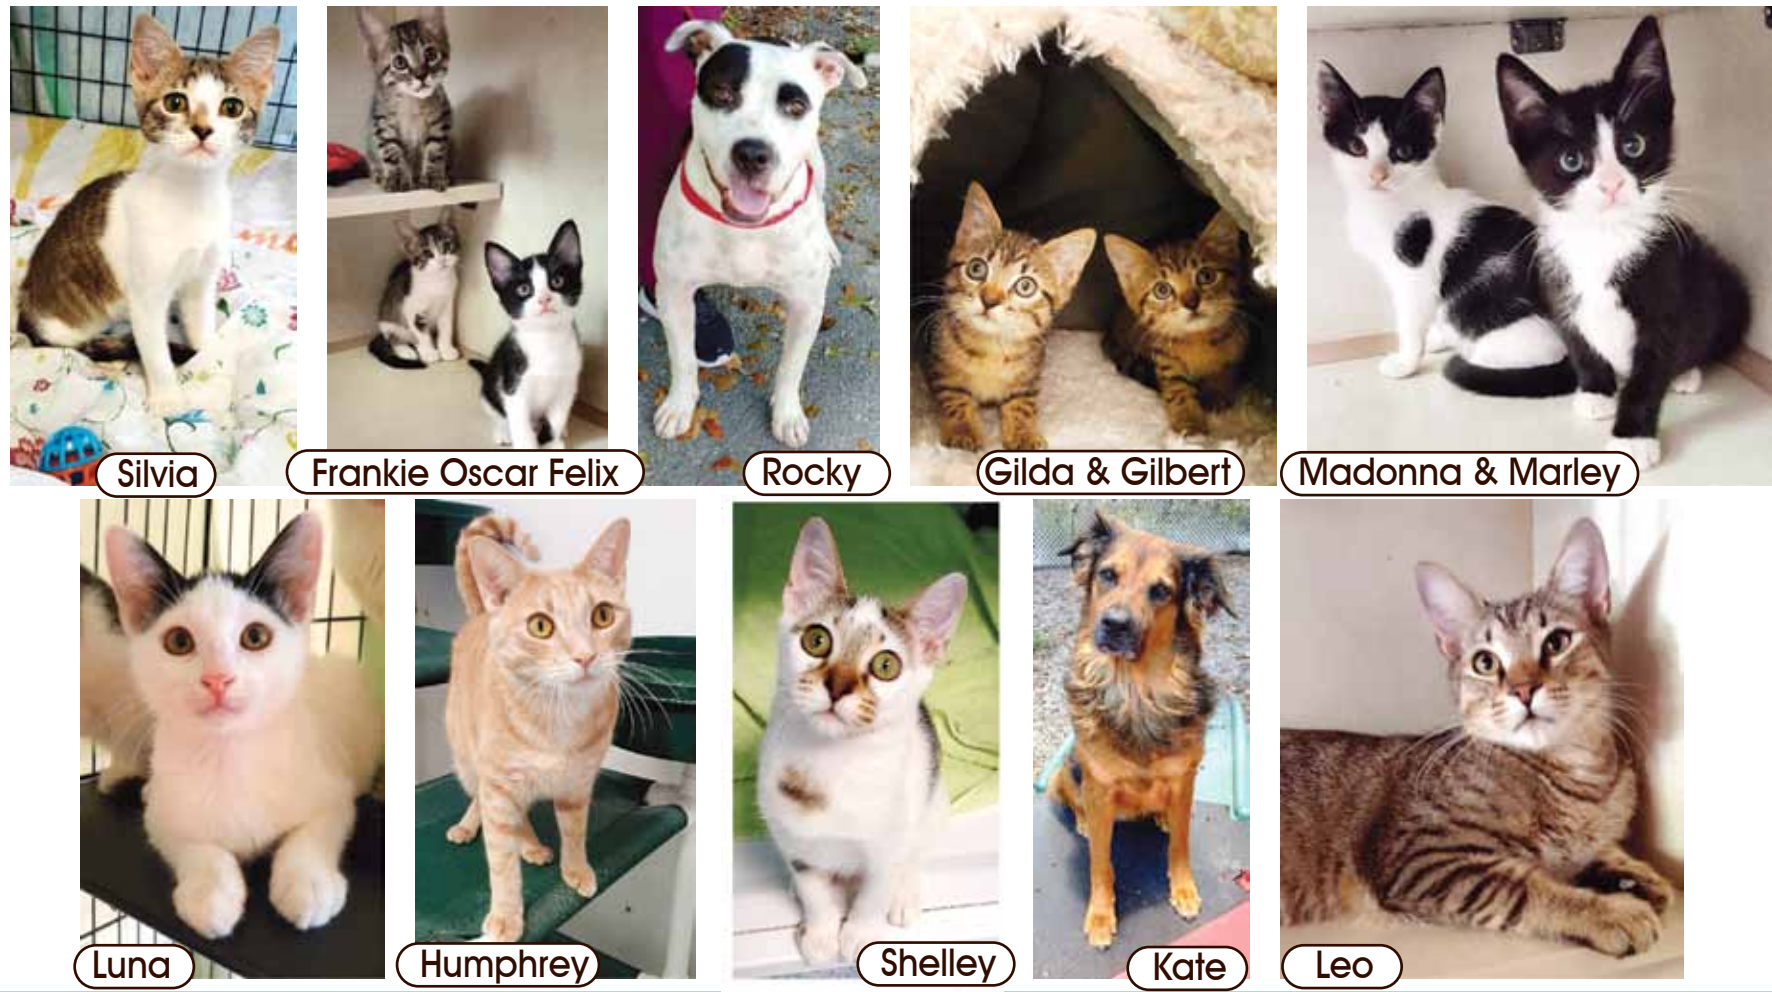 Silvia
Frankie Oscar Felix
Rocky
Gilda & Gilbert
Madonna & Marley
Luna
Humphrey
Shelley
Kate
Leo